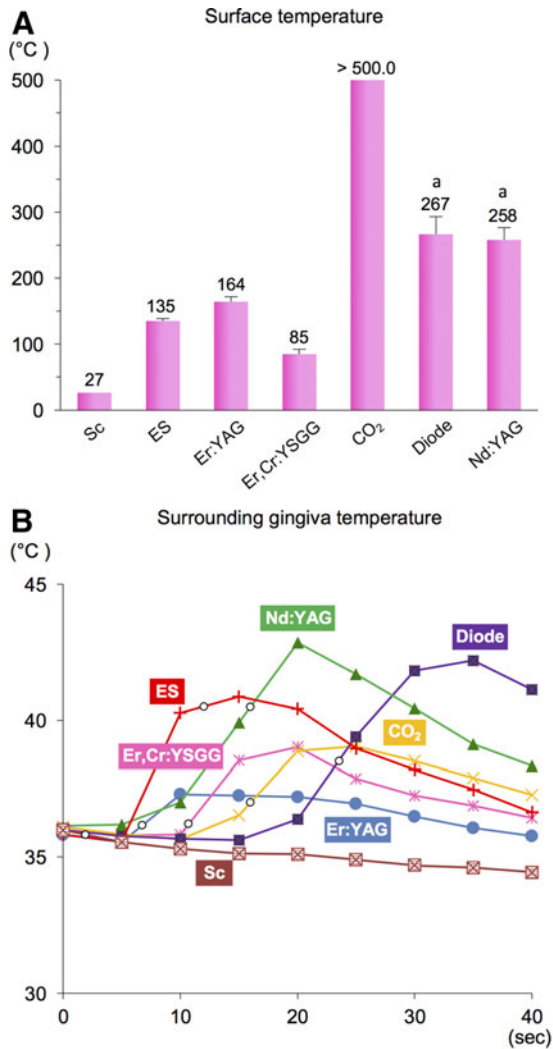 A
Surface temperature
(°C )
500
400
300
200
100
0
27
135
164
85
> 500.0
a
267
a
258
Sc
ES
Er:YAG
Er,Cr:YSGG
CO₂
Diode
Nd:YAG
B
Surrounding gingiva temperature
(°C )
45
40
35
30
Nd:YAG
Diode
ES
CO₂
Er,Cr:YSGG
Er:YAG
Sc
0
10
20
30
40
(sec)